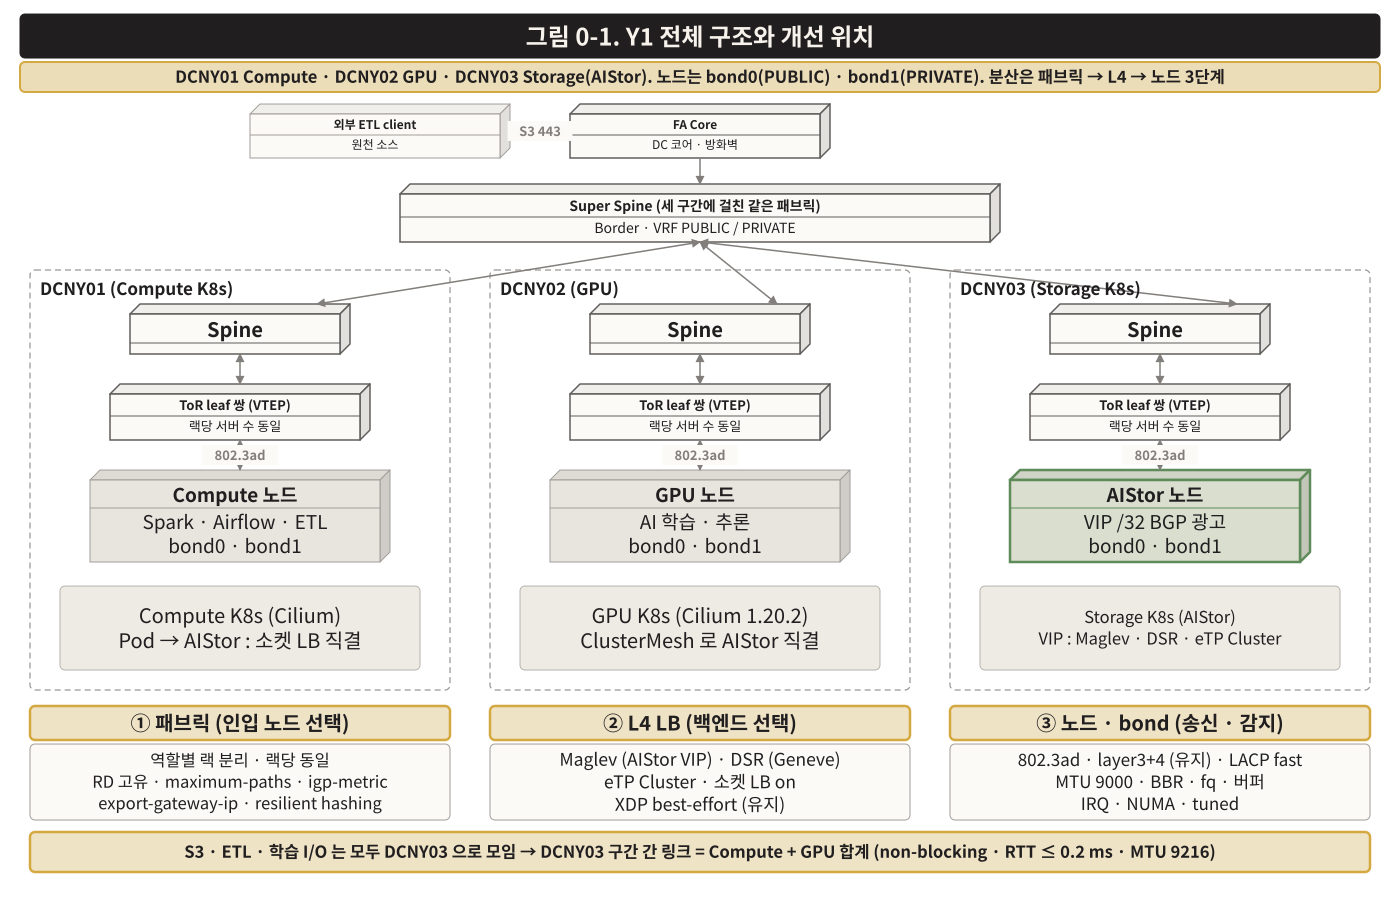 그림 0-1. Y1 전체 구조와 개선 위치
DCNY01 Compute · DCNY02 GPU · DCNY03 Storage(AIStor). 노드는 bond0(PUBLIC) · bond1(PRIVATE). 분산은 패브릭 → L4 → 노드 3단계
외부 ETL client
원천 소스
S3 443
FA Core
DC 코어 · 방화벽
Super Spine (세 구간에 걸친 같은 패브릭)
Border · VRF PUBLIC / PRIVATE
DCNY01 (Compute K8s)
Spine
ToR leaf 쌍 (VTEP)
랙당 서버 수 동일
802.3ad
Compute 노드
Spark · Airflow · ETL
bond0 · bond1
Compute K8s (Cilium)
Pod → AIStor : 소켓 LB 직결
DCNY02 (GPU)
Spine
ToR leaf 쌍 (VTEP)
랙당 서버 수 동일
802.3ad
GPU 노드
AI 학습 · 추론
bond0 · bond1
GPU K8s (Cilium 1.20.2)
ClusterMesh 로 AIStor 직결
DCNY03 (Storage K8s)
Spine
ToR leaf 쌍 (VTEP)
랙당 서버 수 동일
802.3ad
AIStor 노드
VIP /32 BGP 광고
bond0 · bond1
Storage K8s (AIStor)
VIP : Maglev · DSR · eTP Cluster
① 패브릭 (인입 노드 선택)
역할별 랙 분리 · 랙당 동일
RD 고유 · maximum-paths · igp-metric
export-gateway-ip · resilient hashing
② L4 LB (백엔드 선택)
Maglev (AIStor VIP) · DSR (Geneve)
eTP Cluster · 소켓 LB on
XDP best-effort (유지)
③ 노드 · bond (송신 · 감지)
802.3ad · layer3+4 (유지) · LACP fast
MTU 9000 · BBR · fq · 버퍼
IRQ · NUMA · tuned
S3 · ETL · 학습 I/O 는 모두 DCNY03 으로 모임 → DCNY03 구간 간 링크 = Compute + GPU 합계 (non-blocking · RTT ≤ 0.2 ms · MTU 9216)